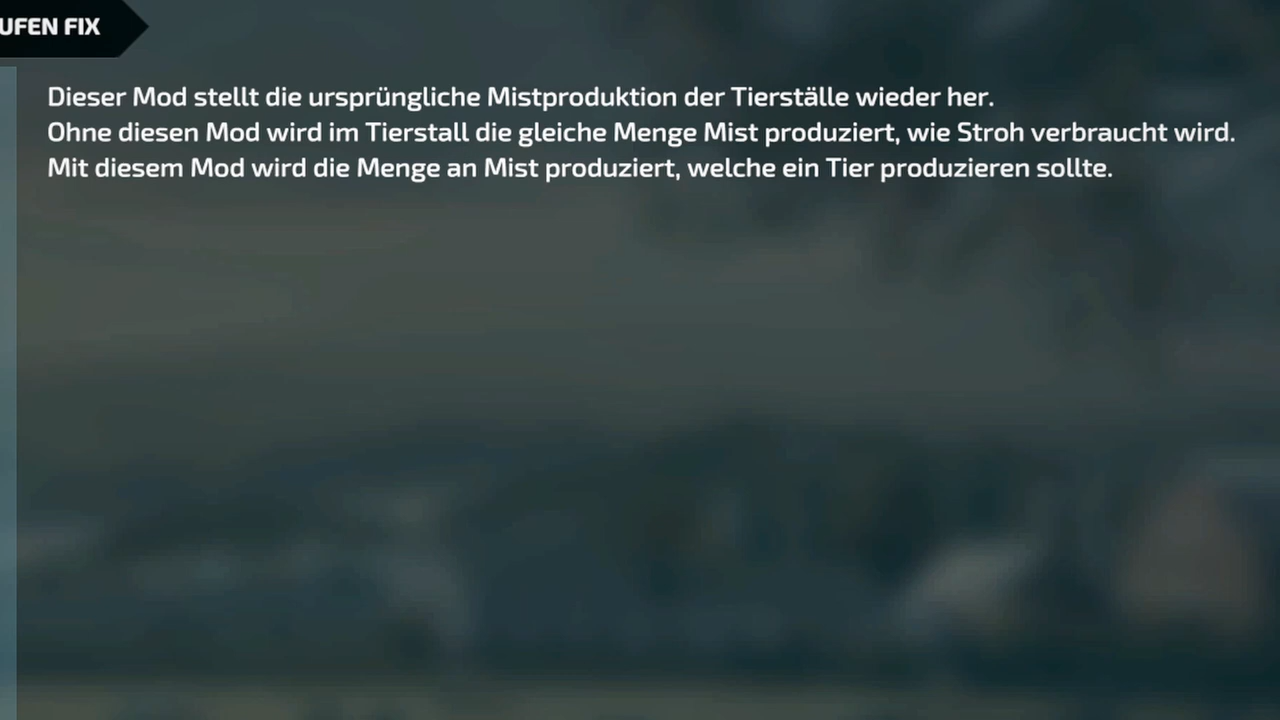 UFEN FIX
Dieser Mod stellt die ursprüngliche Mistproduktion der Tierställe wieder her.
Ohne diesen Mod wird im Tierstall die gleiche Menge Mist produziert, wie Stroh verbraucht wird.
Mit diesem Mod wird die Menge an Mist produziert, welche ein Tier produzieren sollte.